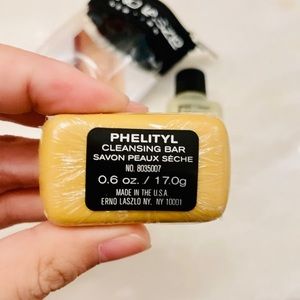 PHELITYL
CLEANSING BAR
SAVON PEAUX SÈCHE
NO. 8035007
0.6 oz. / 17.0g
MADE IN THE U.S.A
ERNO LASZLO NY. NY 10001